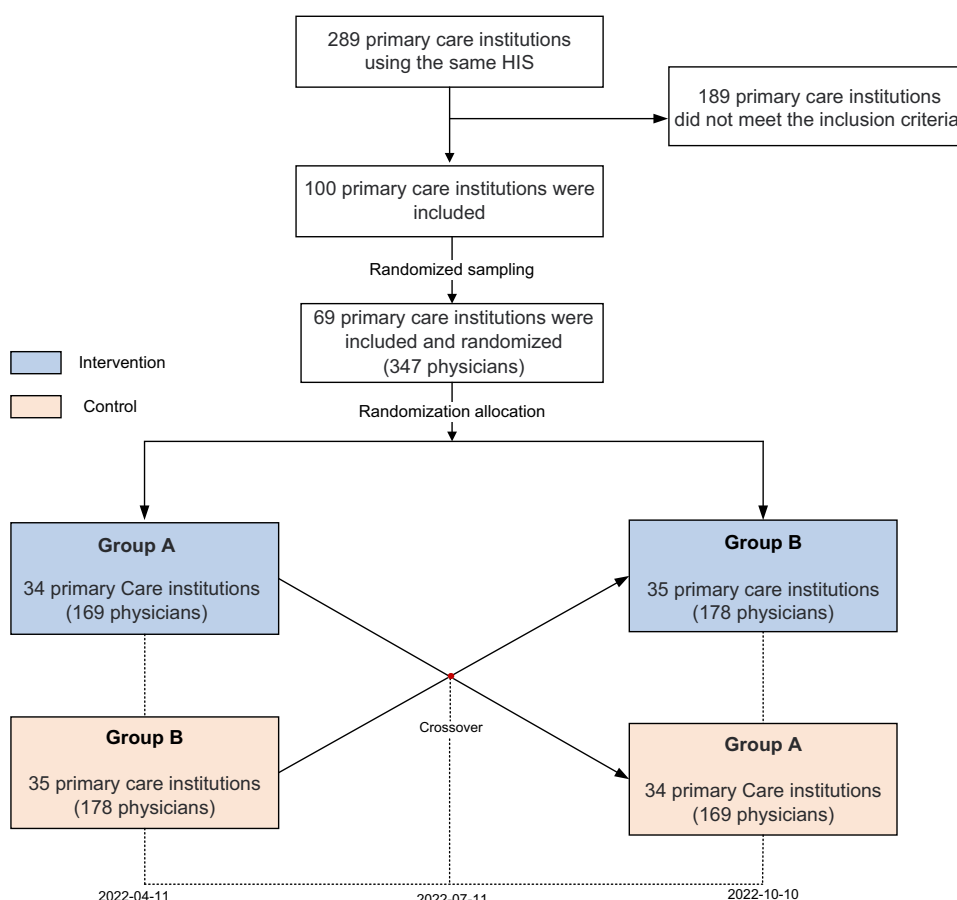 289 primary care institutions
using the same HIS
189 primary care institutions
did not meet the inclusion criteria
100 primary care institutions were
included
Randomized sampling
69 primary care institutions were
included and randomized
(347 physicians)
Intervention
Control
Randomization allocation
Group A
34 primary Care institutions
(169 physicians)
Group B
35 primary care institutions
(178 physicians)
Crossover
Group B
35 primary care institutions
(178 physicians)
Group A
34 primary Care institutions
(169 physicians)
2022-04-11
2022-07-11
2022-10-10